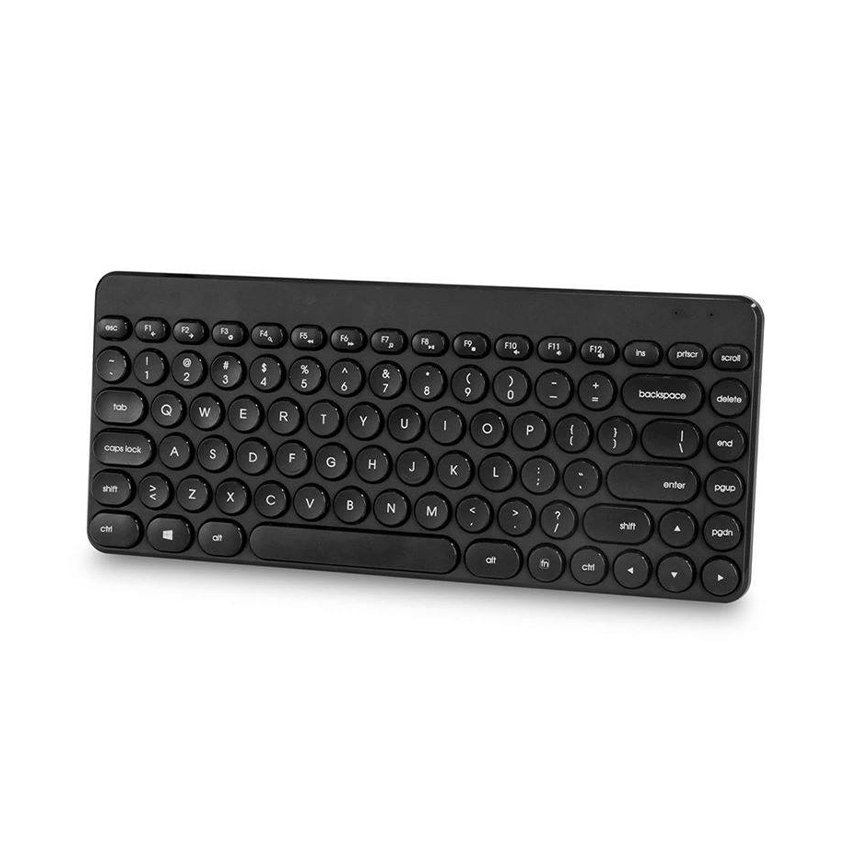 esc F1 F2 F3 F4 F5 F6 F7 F8 F9 F10 F11 F12 Ins prtscr scroll
~ ! @ # $ % ^ & * ( ) _ +
` 1 2 3 4 5 6 7 8 9 0 - = backspace delete
tab Q W E R T Y U I O P { } | end
[ ] \
caps lock A S D F G H J K L : " enter pgup
; '
shift > Z X C V B N M < > ? shift ▲ pgdn
< , . /
ctrl alt alt fn ctrl ◄ ▼ ►